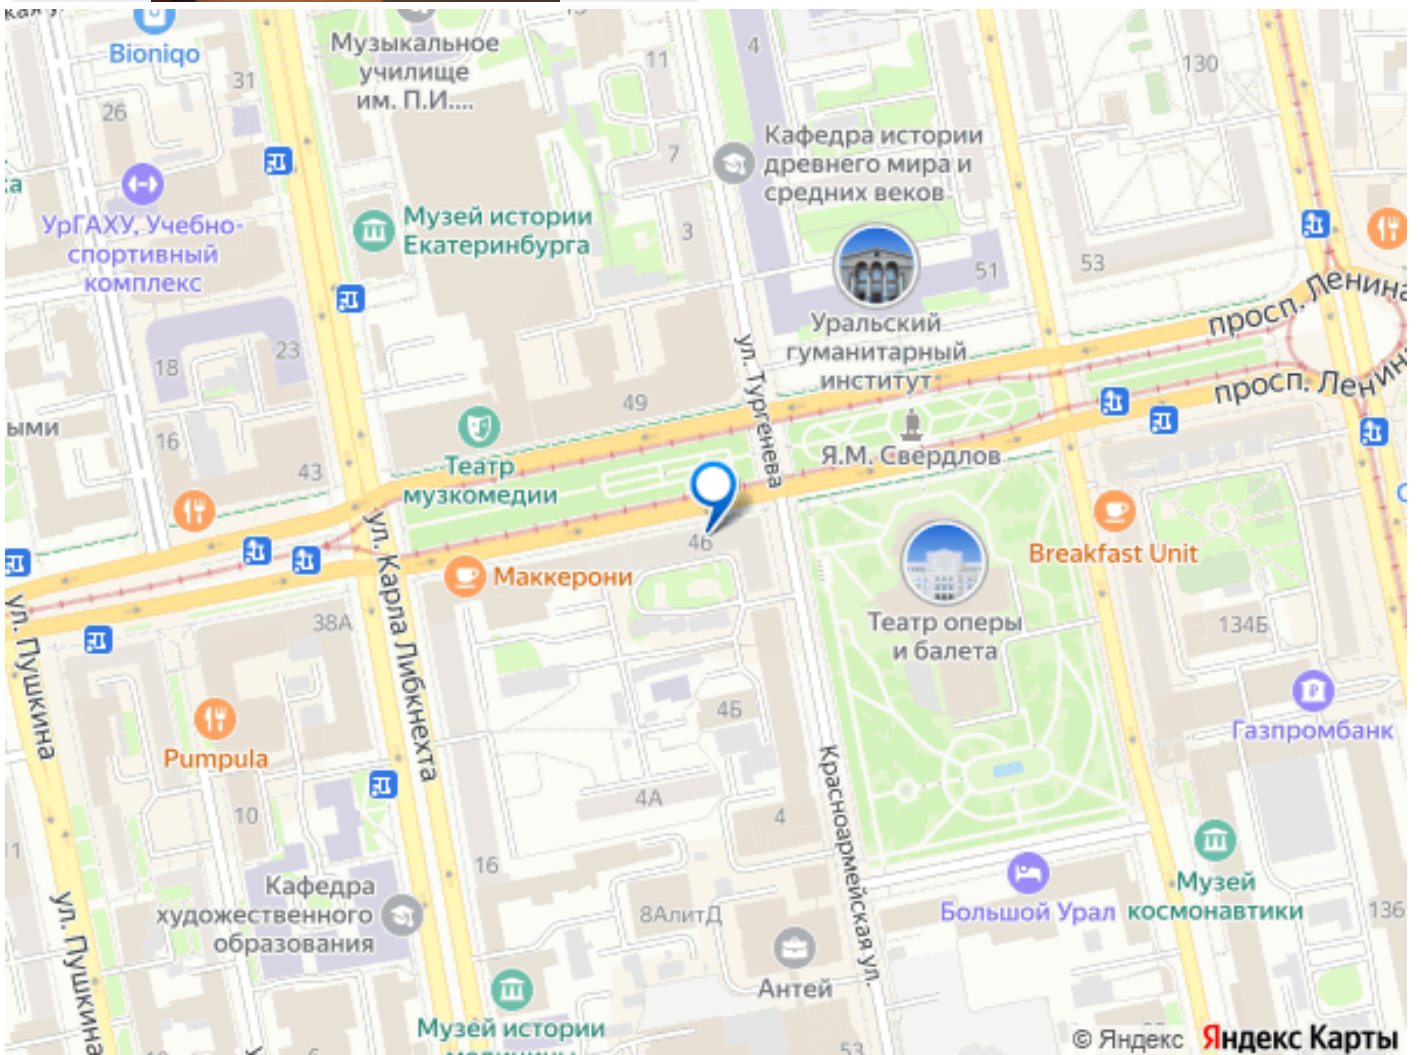 Bioniqo
Музыкальное
училище
им. П.И....
31
11
4
130
26
7
Кафедра истории
древнего мира и
средних веков
УрГАХУ, Учебно-
спортивный
комплекс
Музей истории
Екатеринбурга
3
51
53
просп. Ленина
Уральский
гуманитарный
институт
ул. Тургенева
23
18
просп. Ленина
49
ыми
16
43
Театр
музкомедии
Я.М. Свердлов
ул. Карла Либкнехта
46
Маккерони
Breakfast Unit
ул. Пушкина
38А
Театр оперы
и балета
134Б
4Б
Pumpula
Газпромбанк
Красноармейская ул.
4А
4
10
16
Музей
космонавтики
Большой Урал
136
Кафедра
художественного
образования
8АлитД
ул. Пушкина
Антей
Музей истории
медицины
53
© Яндекс Яндекс Карты